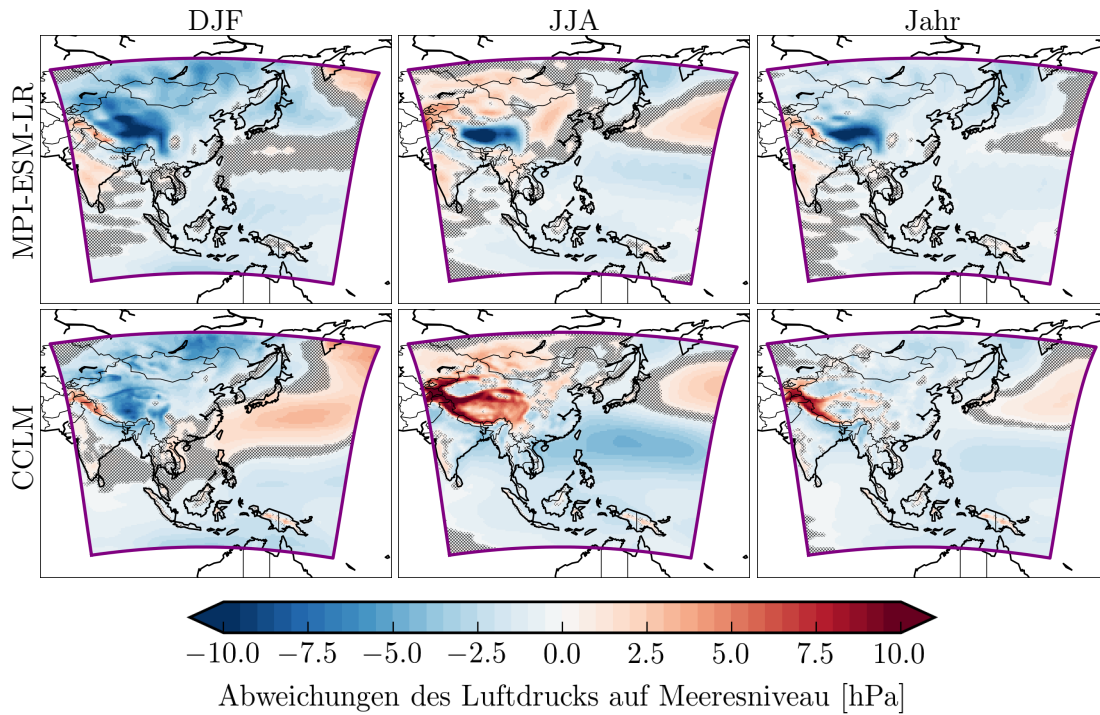 DJF JJA Jahr
MPI-ESM-LR
CCLM
−10.0 −7.5 −5.0 −2.5 0.0 2.5 5.0 7.5 10.0
Abweichungen des Luftdrucks auf Meeresniveau [hPa]